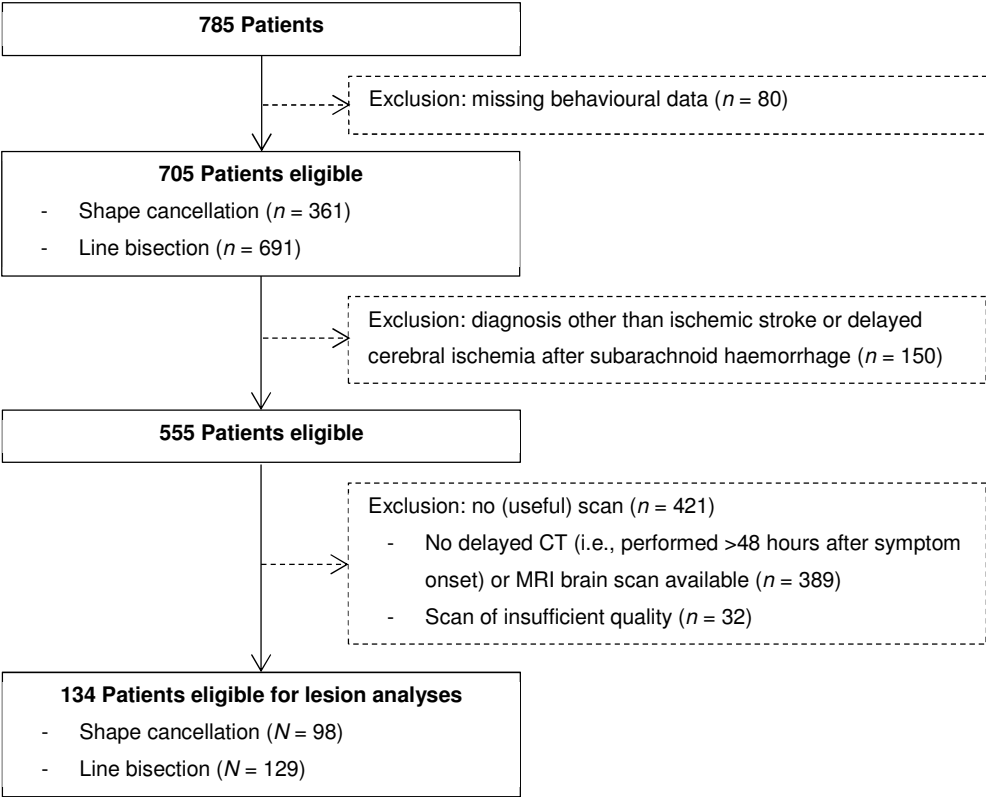 785 Patients
Exclusion: missing behavioural data (n = 80)
705 Patients eligible
- Shape cancellation (n = 361)
- Line bisection (n = 691)
Exclusion: diagnosis other than ischemic stroke or delayed
cerebral ischemia after subarachnoid haemorrhage (n = 150)
555 Patients eligible
Exclusion: no (useful) scan (n = 421)
- No delayed CT (i.e., performed >48 hours after symptom
onset) or MRI brain scan available (n = 389)
- Scan of insufficient quality (n = 32)
134 Patients eligible for lesion analyses
- Shape cancellation (N = 98)
- Line bisection (N = 129)